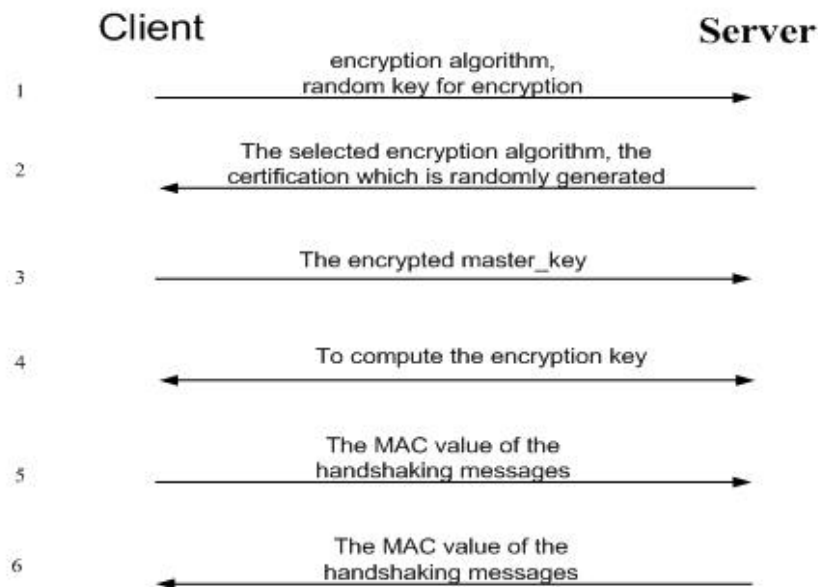 Client
Server
1
encryption algorithm,
random key for encryption
2
The selected encryption algorithm, the
certification which is randomly generated
3
The encrypted master_key
4
To compute the encryption key
5
The MAC value of the
handshaking messages
6
The MAC value of the
handshaking messages